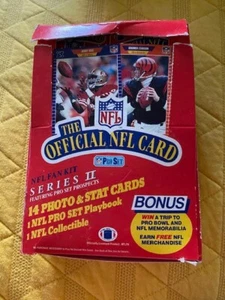 NFL
THE
OFFICIAL NFL CARD
PRO SET
NFL FAN KIT
SERIES II
FEATURING PRO SET PROSPECTS
14 PHOTO & STAT CARDS
1 NFL PRO SET Playbook
1 NFL Collectible
BONUS
WIN A TRIP TO
PRO BOWL AND
NFL MEMORABILIA
EARN FREE NFL
MERCHANDISE